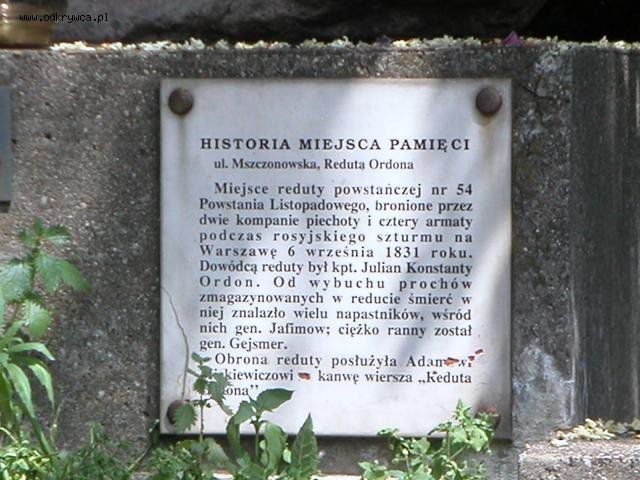 www.odkrywca.pl
HISTORIA MIEJSCA PAMIĘCI
ul. Mszczonowska, Reduta Ordona
Miejsce reduty powstańczej nr 54
Powstania Listopadowego, bronione przez
dwie kompanie piechoty i cztery armaty
podczas rosyjskiego szturmu na
Warszawę 6 września 1831 roku.
Dowódcą reduty był kpt. Julian Konstanty
Ordon. Od wybuchu prochów
zmagazynowanych w reducie śmierć w
niej znalazło wielu napastników, wśród
nich gen. Jafimow; ciężko ranny został
gen. Gejsmer.
Obrona reduty posłużyła
kanwę wiersza „Reduta